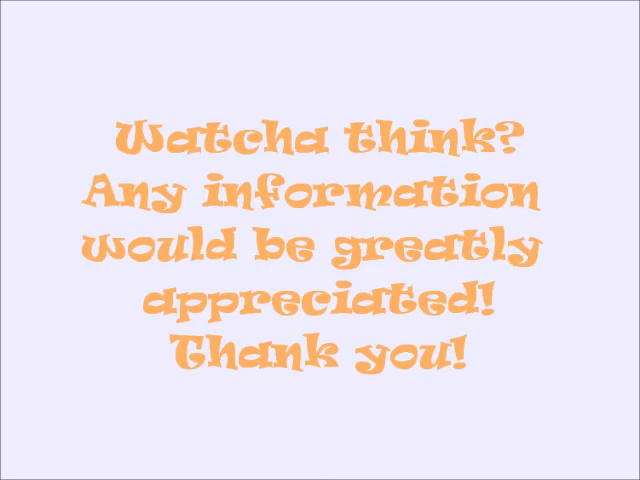 Watcha think?
Any information
would be greatly
appreciated!
Thank you!